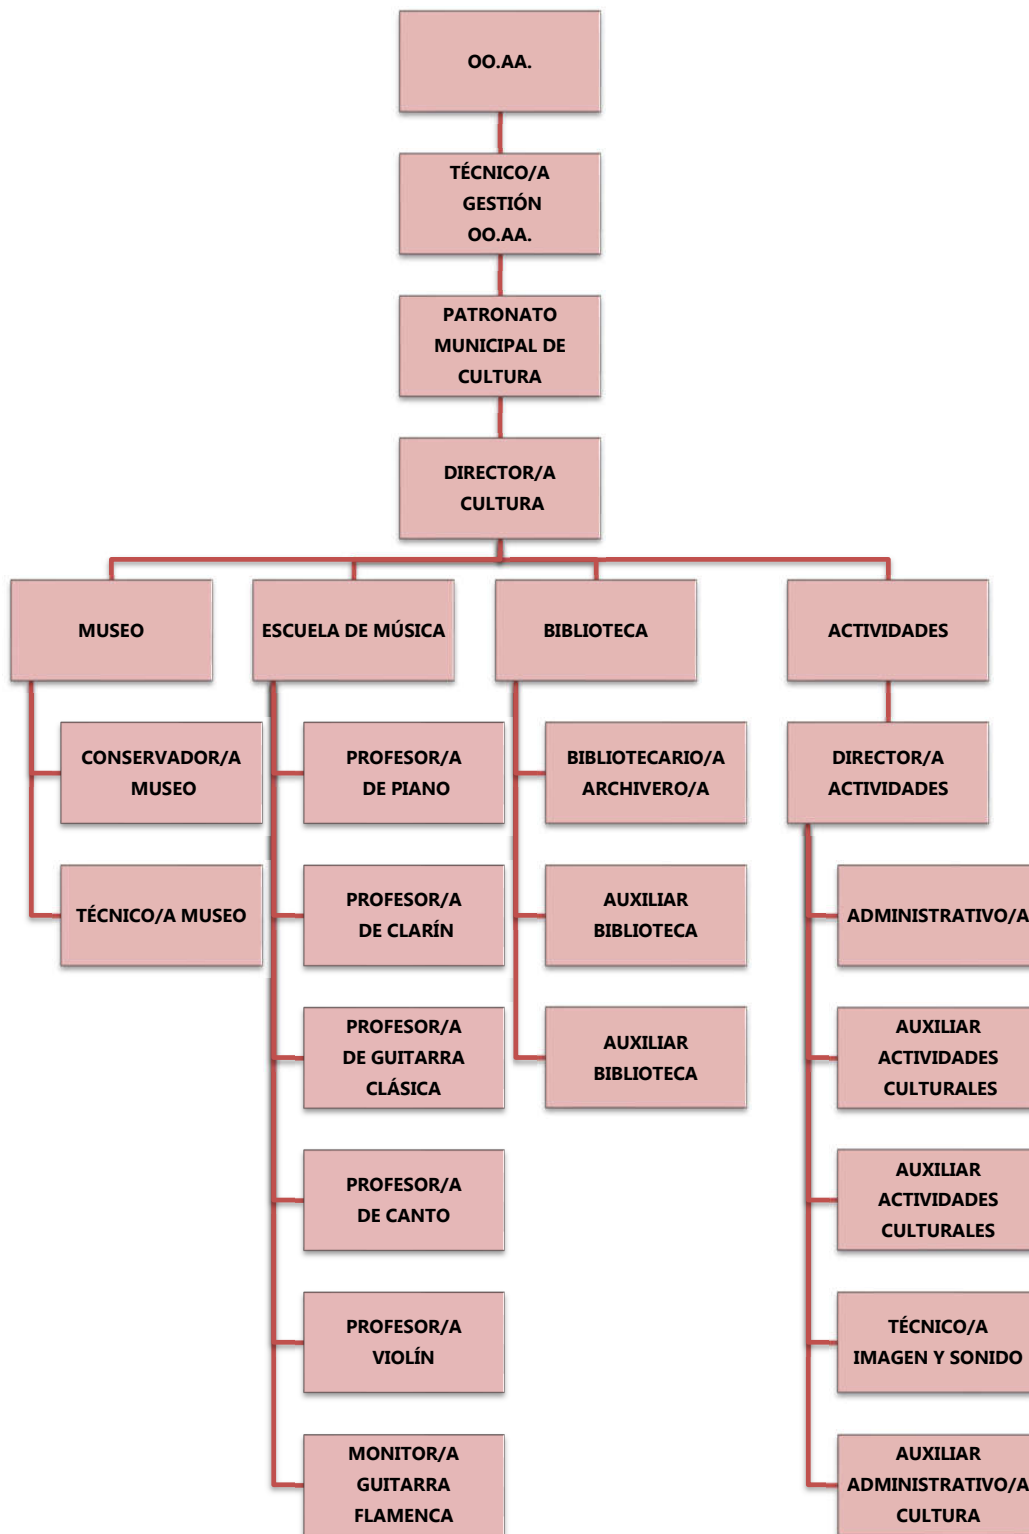 OO.AA.
TÉCNICO/A
GESTIÓN
OO.AA.
PATRONATO
MUNICIPAL DE
CULTURA
DIRECTOR/A
CULTURA
MUSEO
ESCUELA DE MÚSICA
BIBLIOTECA
ACTIVIDADES
CONSERVADOR/A
MUSEO
TÉCNICO/A MUSEO
PROFESOR/A
DE PIANO
PROFESOR/A
DE CLARÍN
PROFESOR/A
DE GUITARRA
CLÁSICA
PROFESOR/A
DE CANTO
PROFESOR/A
VIOLÍN
MONITOR/A
GUITARRA
FLAMENCA
BIBLIOTECARIO/A
ARCHIVERO/A
AUXILIAR
BIBLIOTECA
AUXILIAR
BIBLIOTECA
DIRECTOR/A
ACTIVIDADES
ADMINISTRATIVO/A
AUXILIAR
ACTIVIDADES
CULTURALES
AUXILIAR
ACTIVIDADES
CULTURALES
TÉCNICO/A
IMAGEN Y SONIDO
AUXILIAR
ADMINISTRATIVO/A
CULTURA